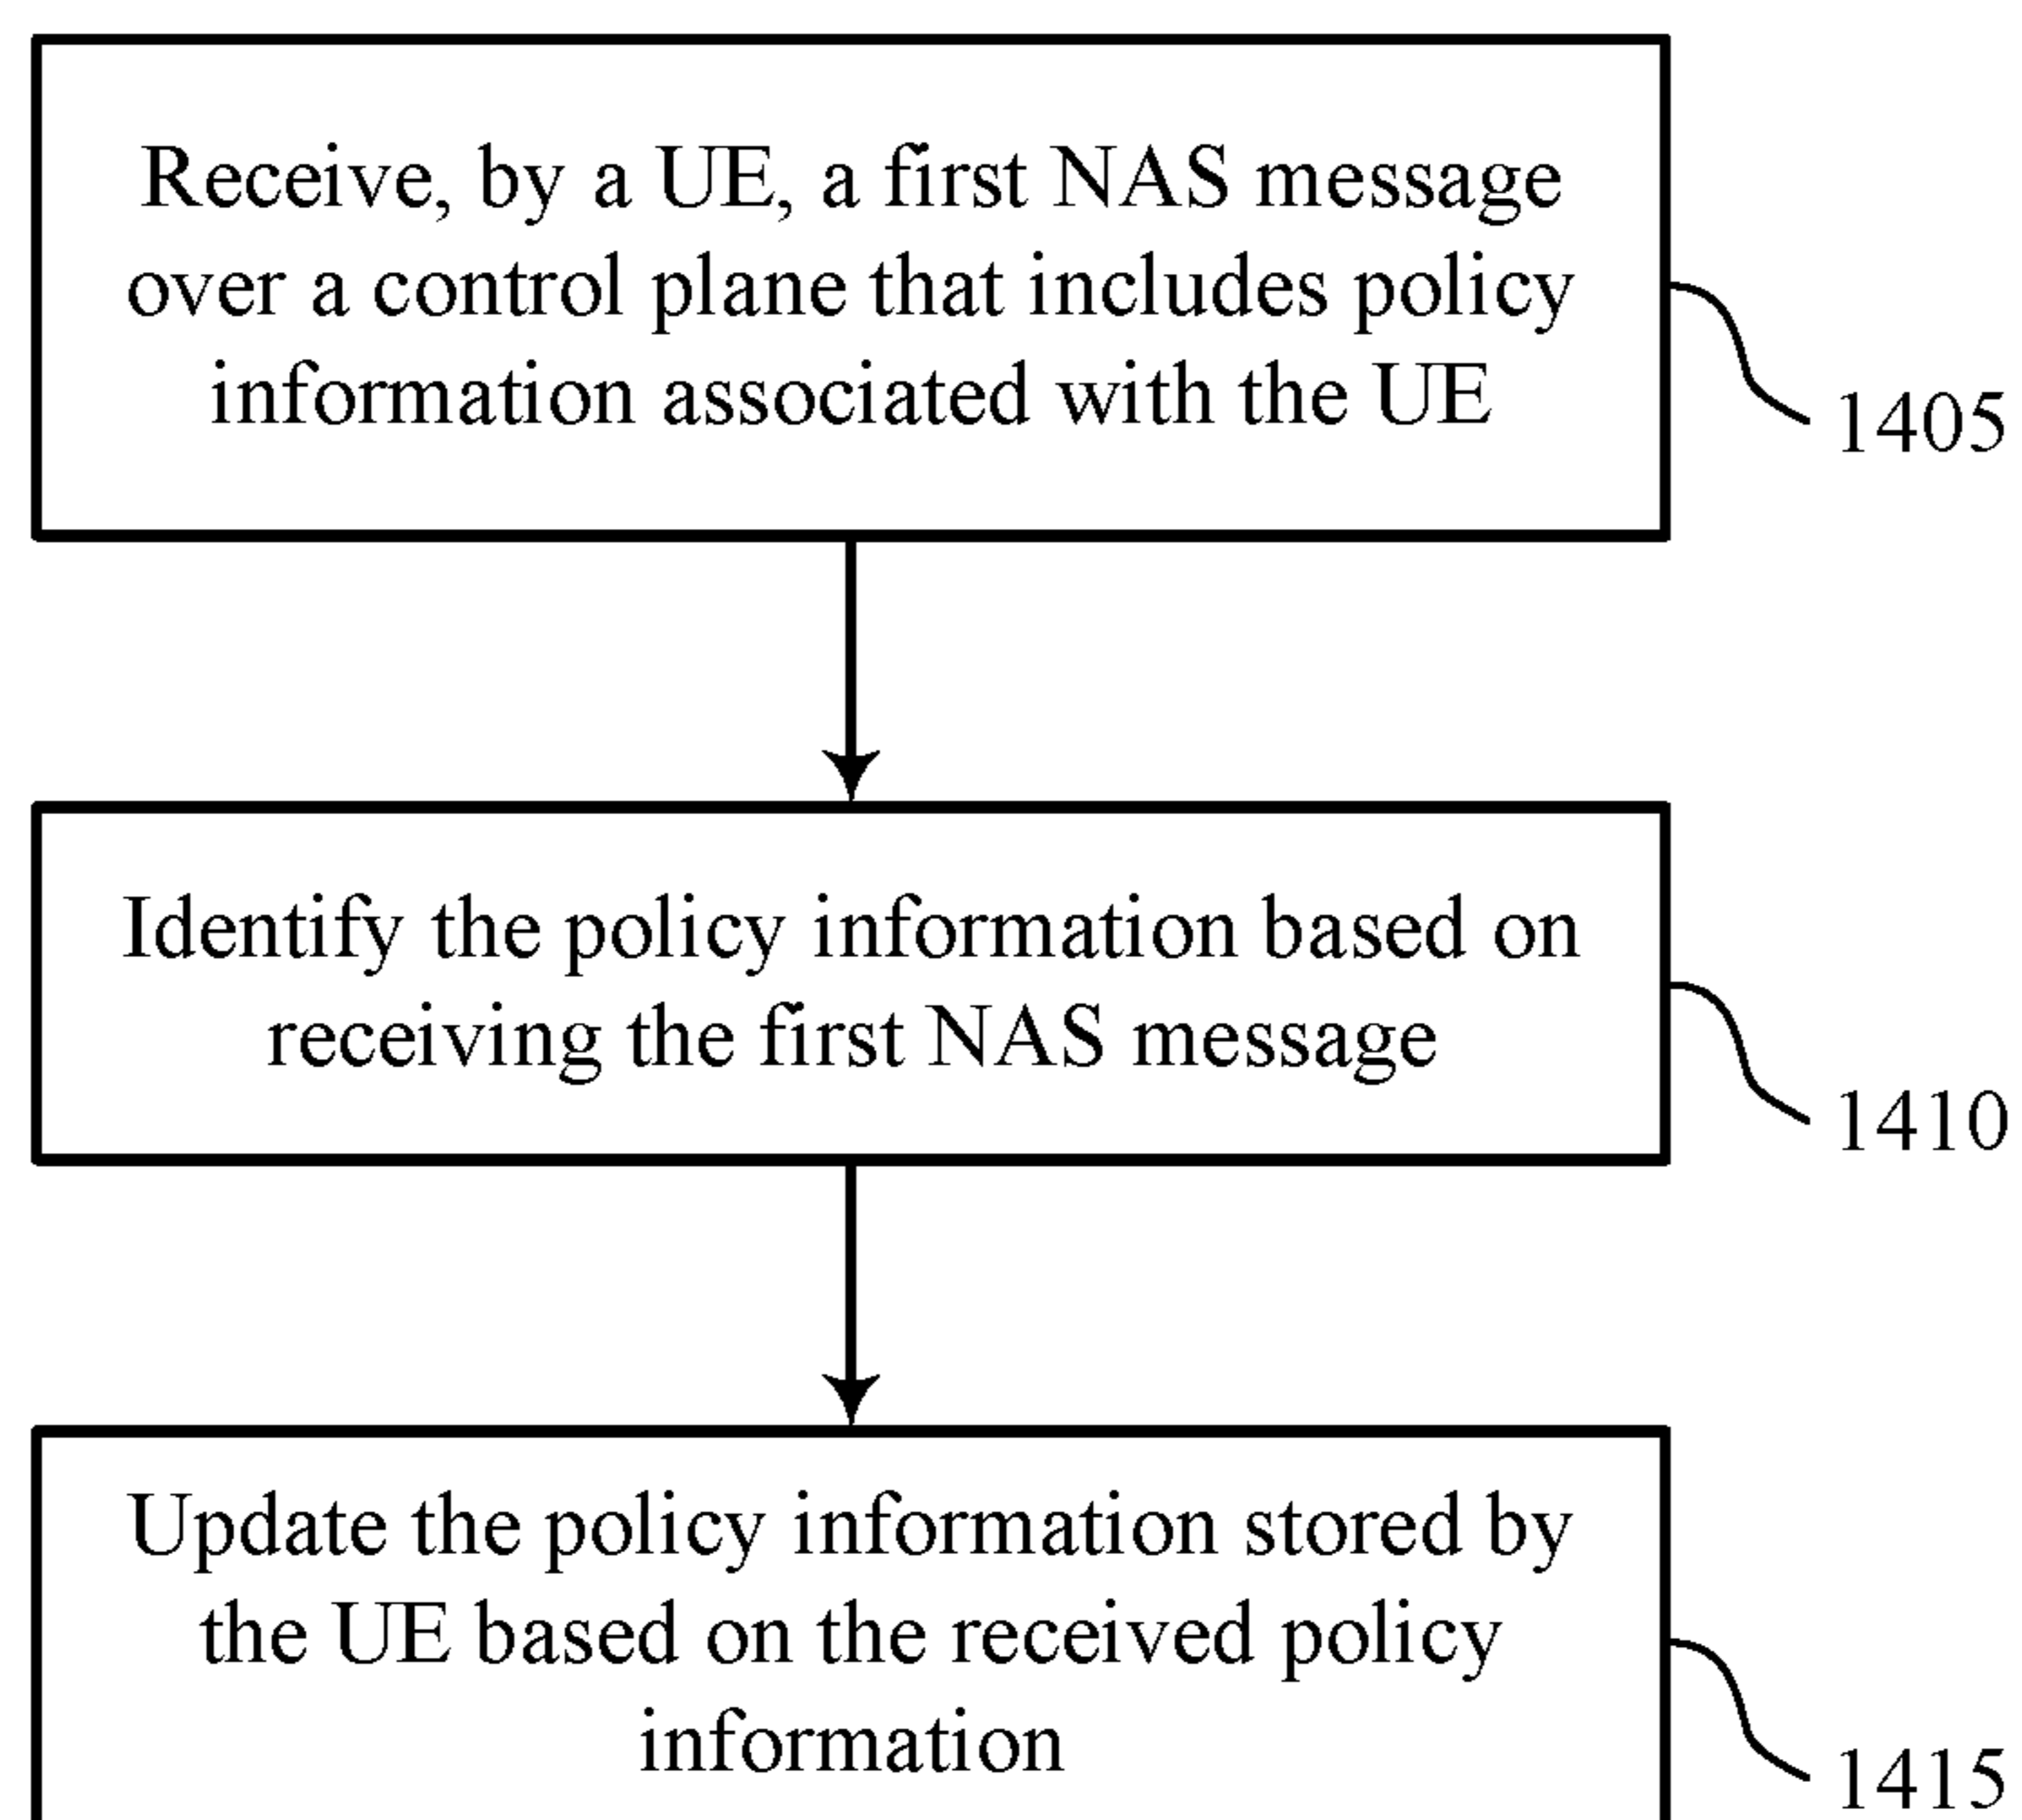 Receive, by a UE, a first NAS message
over a control plane that includes policy
information associated with the UE
1405
Identify the policy information based on
receiving the first NAS message
1410
Update the policy information stored by
the UE based on the received policy
information
1415